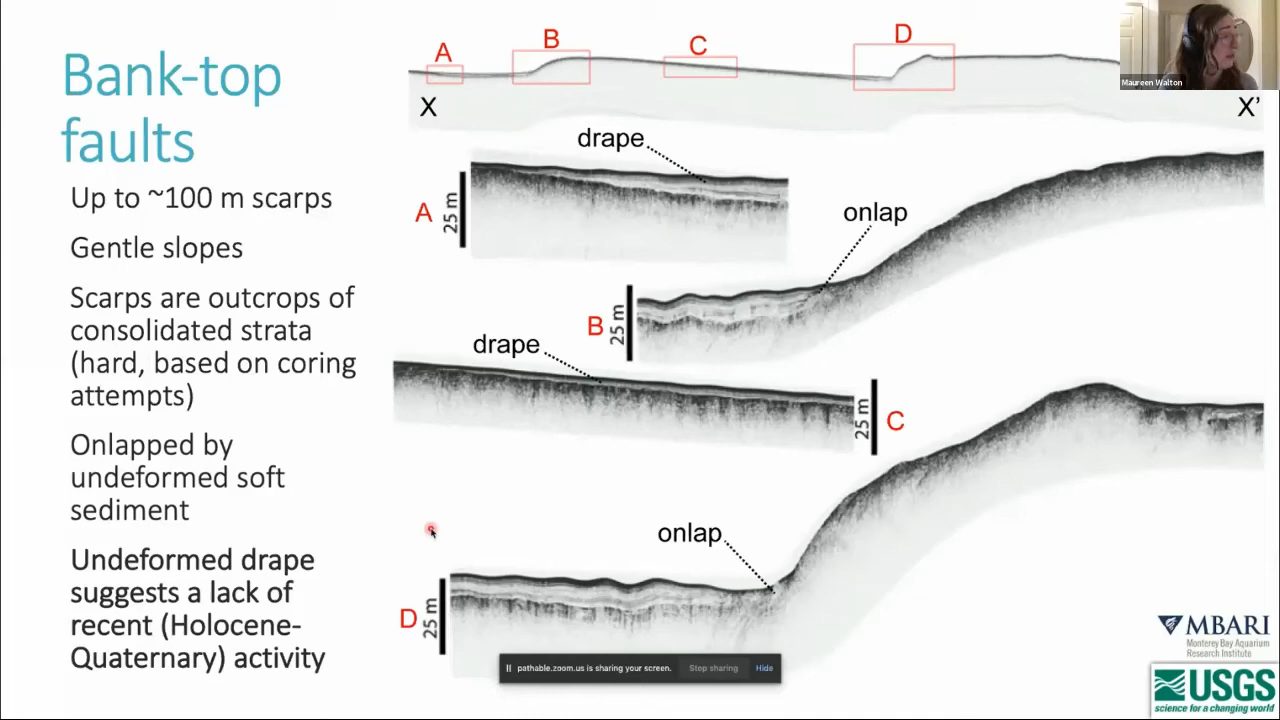 Bank-top
faults
Up to ~100 m scarps
Gentle slopes
Scarps are outcrops of
consolidated strata
(hard, based on coring
attempts)
Onlapped by
undeformed soft
sediment
Undeformed drape
suggests a lack of
recent (Holocene-
Quaternary) activity
A
B
C
D
X
X'
drape
A
25 m
onlap
B
25 m
drape
25 m
C
onlap
D
25 m
Maureen Walton
pathable.zoom.us is sharing your screen.
Stop sharing
Hide
MBARI
Monterey Bay Aquarium
Research Institute
USGS
science for a changing world